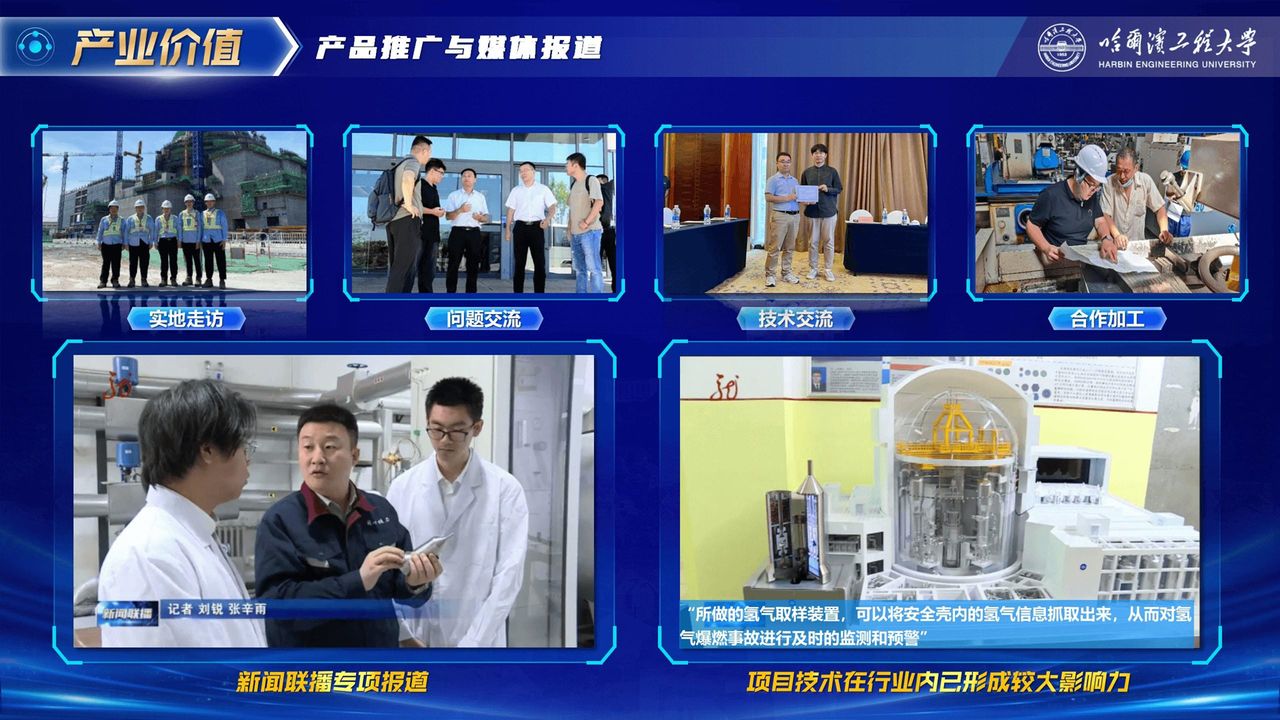 产业价值
产品推广与媒体报道
哈尔滨工程大学
HARBIN ENGINEERING UNIVERSITY
实地走访
问题交流
技术交流
合作加工
新闻联播
记者 刘锐 张辛雨
“所做的氢气取样装置，可以将安全壳内的氢气信息抓取出来，从而对氢
气爆燃事故进行及时的监测和预警”
新闻联播专项报道
项目技术在行业内已形成较大影响力